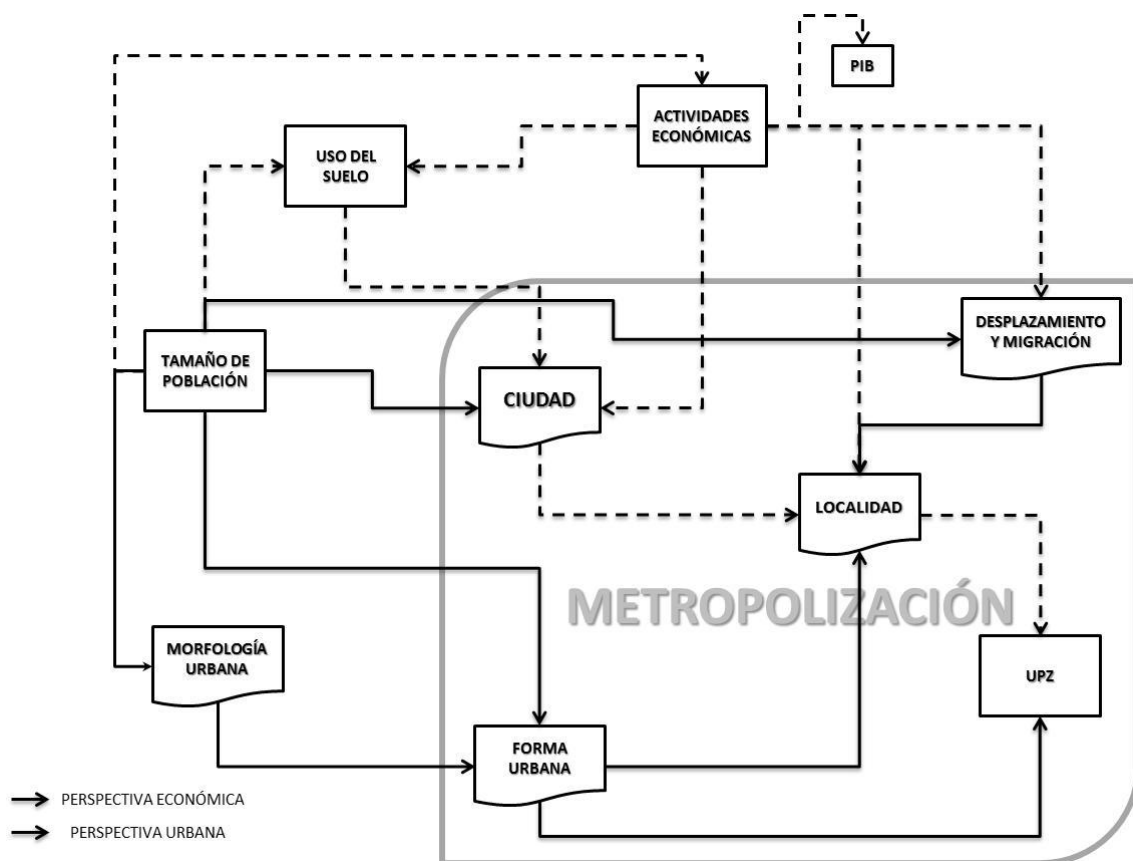 PIB
ACTIVIDADES
ECONÓMICAS
USO DEL
SUELO
DESPLAZAMIENTO
Y MIGRACIÓN
TAMAÑO DE
POBLACIÓN
CIUDAD
LOCALIDAD
METROPOLIZACIÓN
MORFOLOGÍA
URBANA
UPZ
FORMA
URBANA
PERSPECTIVA ECONÓMICA
PERSPECTIVA URBANA